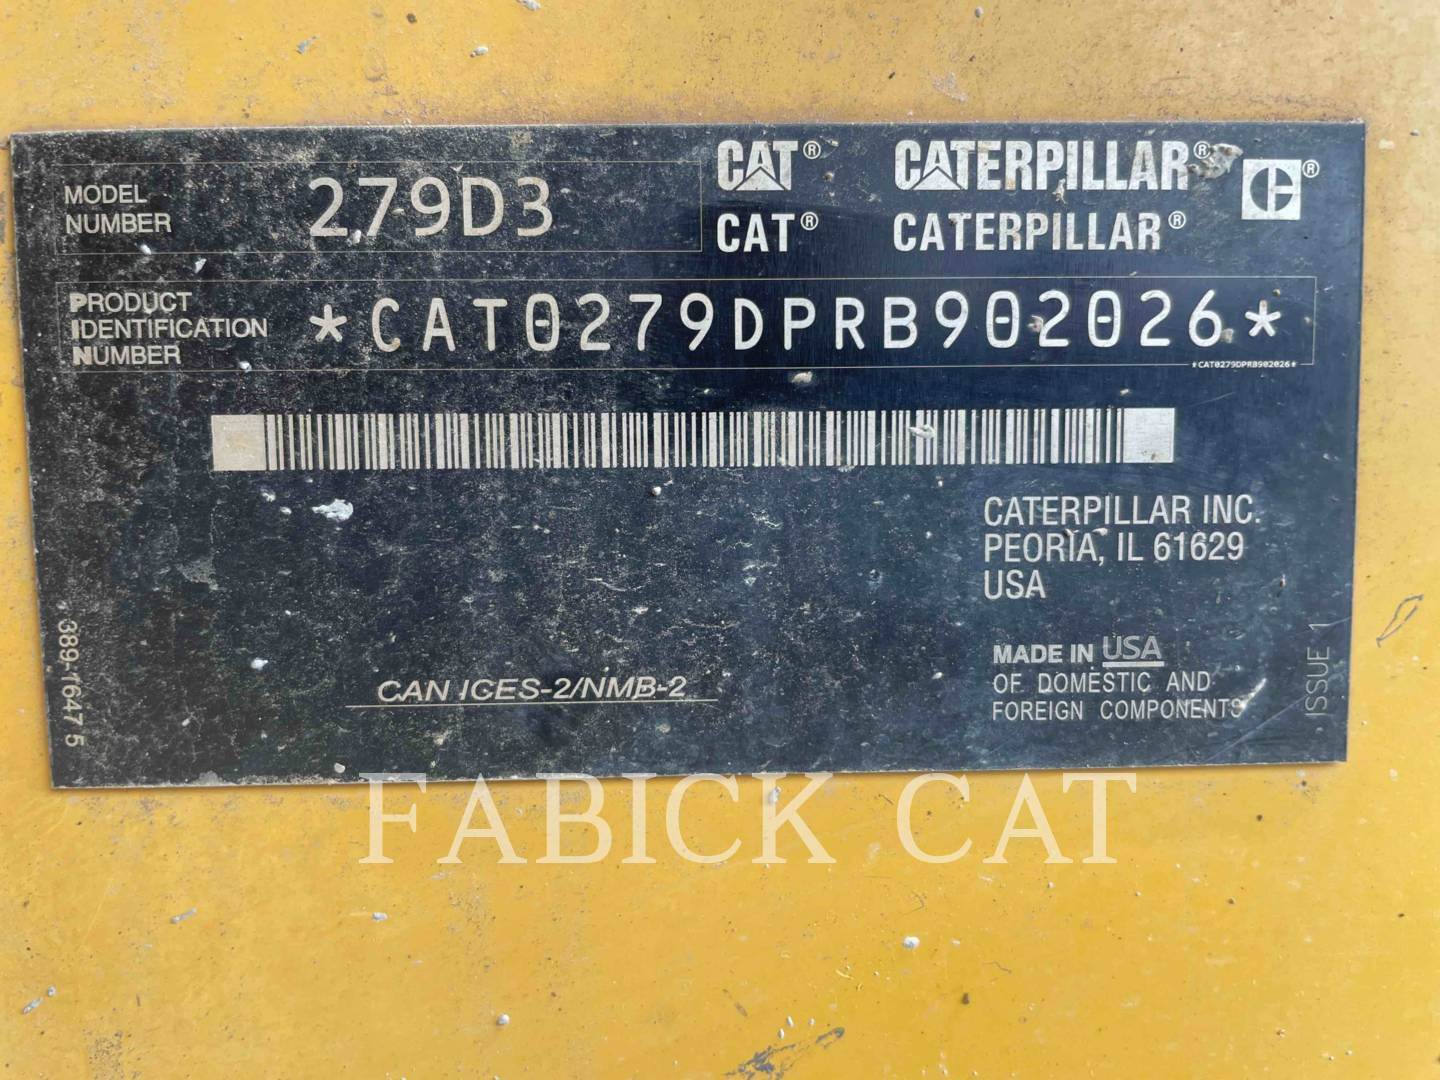 MODEL NUMBER 279D3
CAT® CATERPILLAR®
CAT® CATERPILLAR®
PRODUCT IDENTIFICATION NUMBER *CAT0279DPRB902026*
*CAT0279DPRB902026*
CATERPILLAR INC.
PEORIA, IL 61629
USA
MADE IN USA
OF DOMESTIC AND
FOREIGN COMPONENTS
CAN ICES-2/NMB-2
389-1647 5
ISSUE 1
FABICK CAT